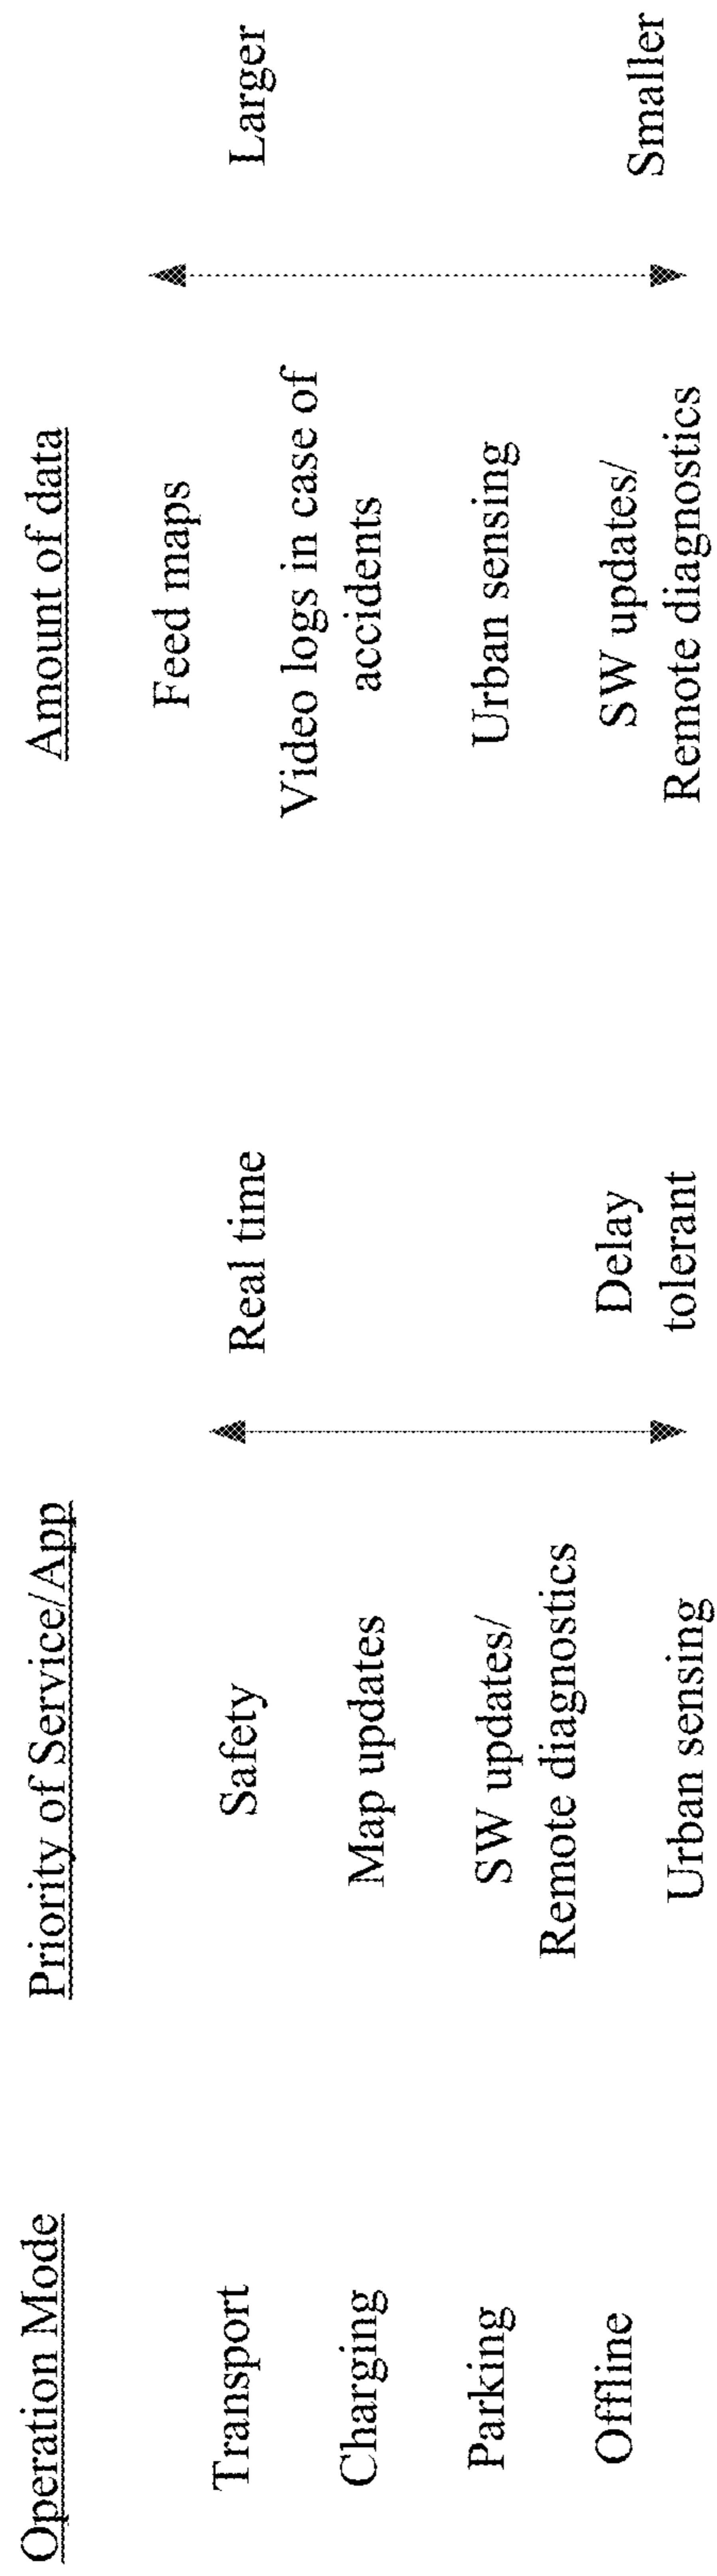 Operation Mode
Transport
Charging
Parking
Offline
Priority of Service/App
Safety
Map updates
SW updates/
Remote diagnostics
Urban sensing
Real time
Delay
tolerant
Amount of data
Feed maps
Video logs in case of
accidents
Urban sensing
SW updates/
Remote diagnostics
Larger
Smaller